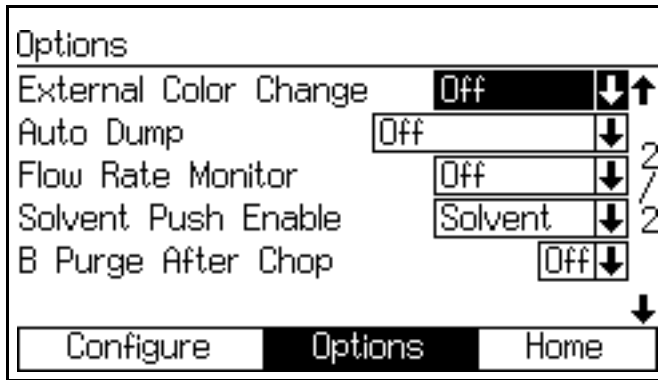 Options
External Color Change Off
Auto Dump Off
Flow Rate Monitor Off
Solvent Push Enable Solvent
B Purge After Chop Off
2/2
Configure Options Home